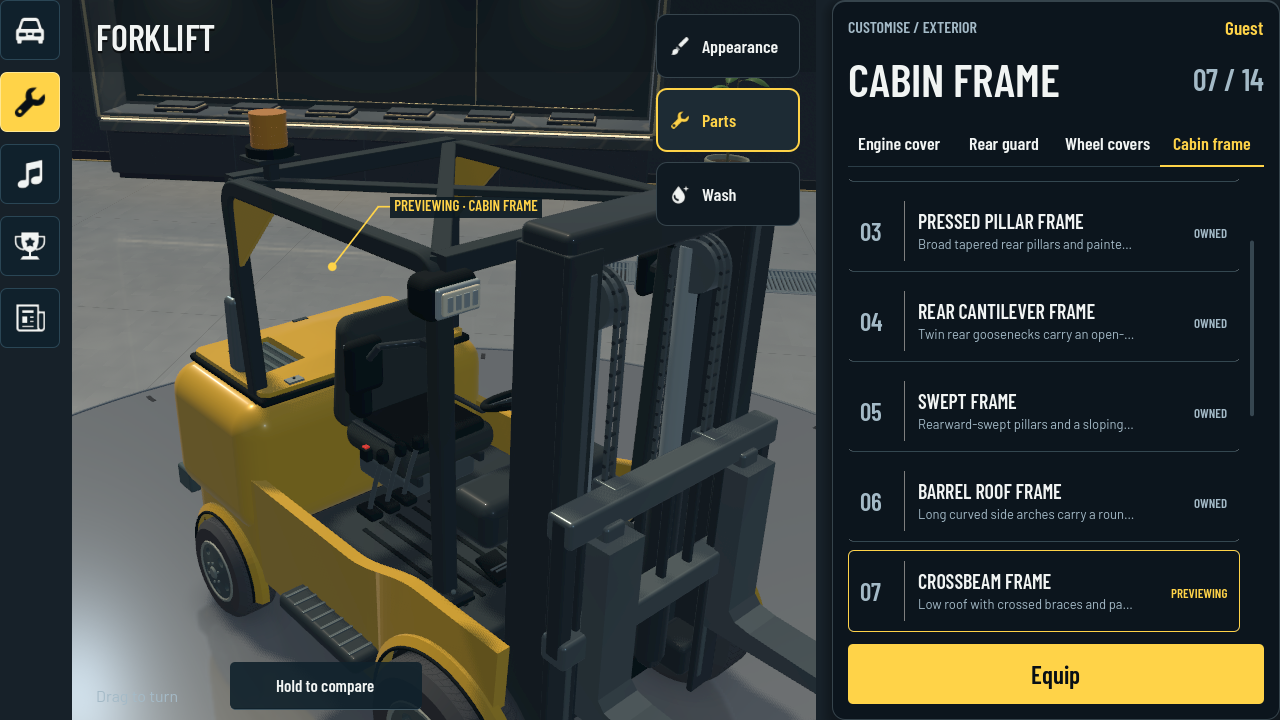 FORKLIFT
Appearance
Parts
Wash
PREVIEWING · CABIN FRAME
Drag to turn
Hold to compare
CUSTOMISE / EXTERIOR
Guest
CABIN FRAME
07 / 14
Engine cover
Rear guard
Wheel covers
Cabin frame
03
PRESSED PILLAR FRAME
Broad tapered rear pillars and painte...
OWNED
04
REAR CANTILEVER FRAME
Twin rear goosenecks carry an open-...
OWNED
05
SWEPT FRAME
Rearward-swept pillars and a sloping...
OWNED
06
BARREL ROOF FRAME
Long curved side arches carry a roun...
OWNED
07
CROSSBEAM FRAME
Low roof with crossed braces and pa...
PREVIEWING
Equip